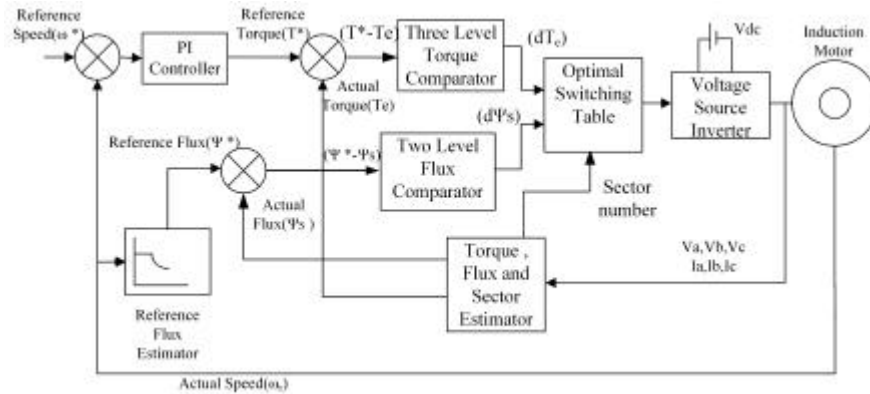 Reference
Speed(ω*)
PI
Controller
Reference
Torque(T*)
(T*-Te)
Three Level
Torque
Comparator
(dTe)
Optimal
Switching
Table
Vdc
Voltage
Source
Inverter
Induction
Motor
Actual
Torque(Te)
Reference Flux(Ψ*)
(Ψ*-Ψs)
Two Level
Flux
Comparator
(dΨs)
Sector
number
Actual
Flux(Ψs )
Torque ,
Flux and
Sector
Estimator
Va,Vb,Vc
Ia,Ib,Ic
Reference
Flux
Estimator
Actual Speed(ωr)